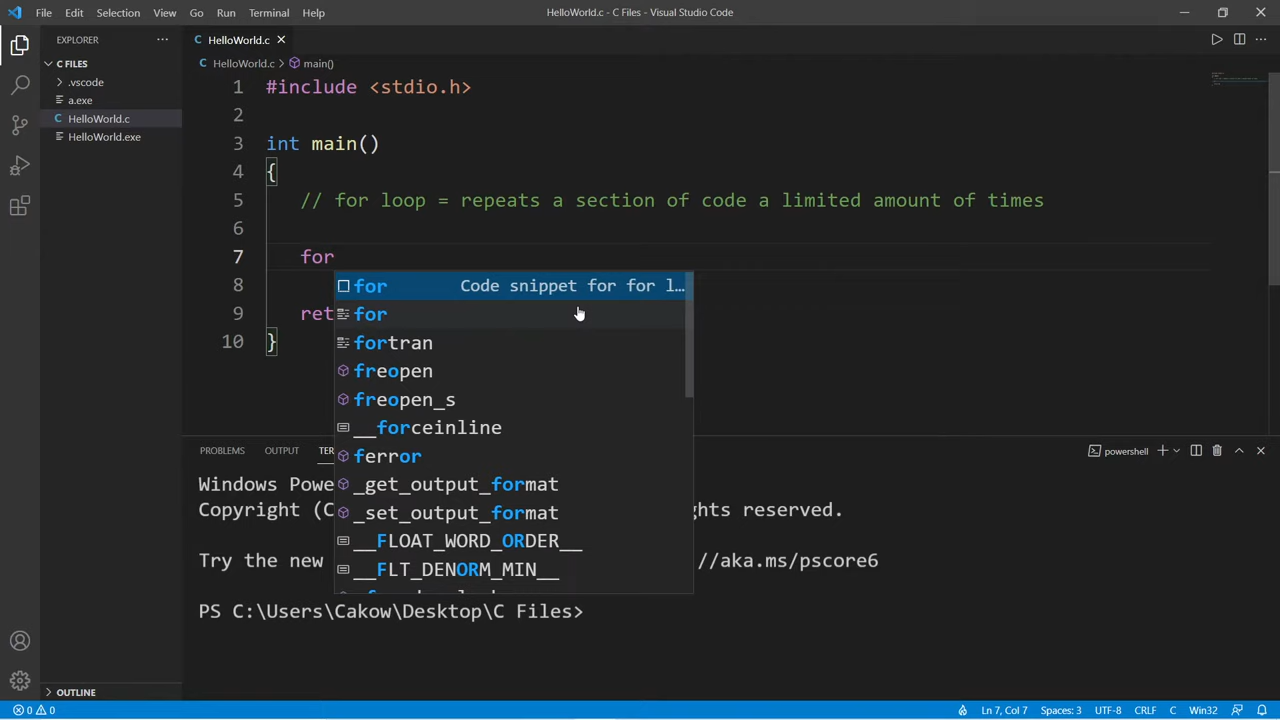 File Edit Selection View Go Run Terminal Help
HelloWorld.c - C Files - Visual Studio Code
EXPLORER
C FILES
.vscode
a.exe
HelloWorld.c
HelloWorld.exe
OUTLINE
HelloWorld.c
HelloWorld.c > main()
1 #include <stdio.h>
2
3 int main()
4 {
5 // for loop = repeats a section of code a limited amount of times
6
7 for
8
9 ret
10 }
for Code snippet for for l…
for
fortran
freopen
freopen_s
__forceinline
ferror
_get_output_format
_set_output_format
__FLOAT_WORD_ORDER__
__FLT_DENORM_MIN__
PROBLEMS OUTPUT TER
powershell
Windows Powe
Copyright (C ghts reserved.
Try the new //aka.ms/pscore6
PS C:\Users\Cakow\Desktop\C Files>
0 0
Ln 7, Col 7 Spaces: 3 UTF-8 CRLF C Win32